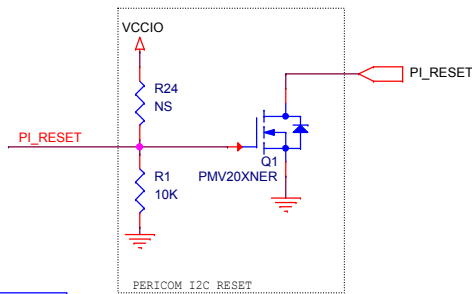 VCCIO
R24
NS
PI_RESET
PI_RESET
R1
10K
Q1
PMV20XNER
PERICOM I2C RESET